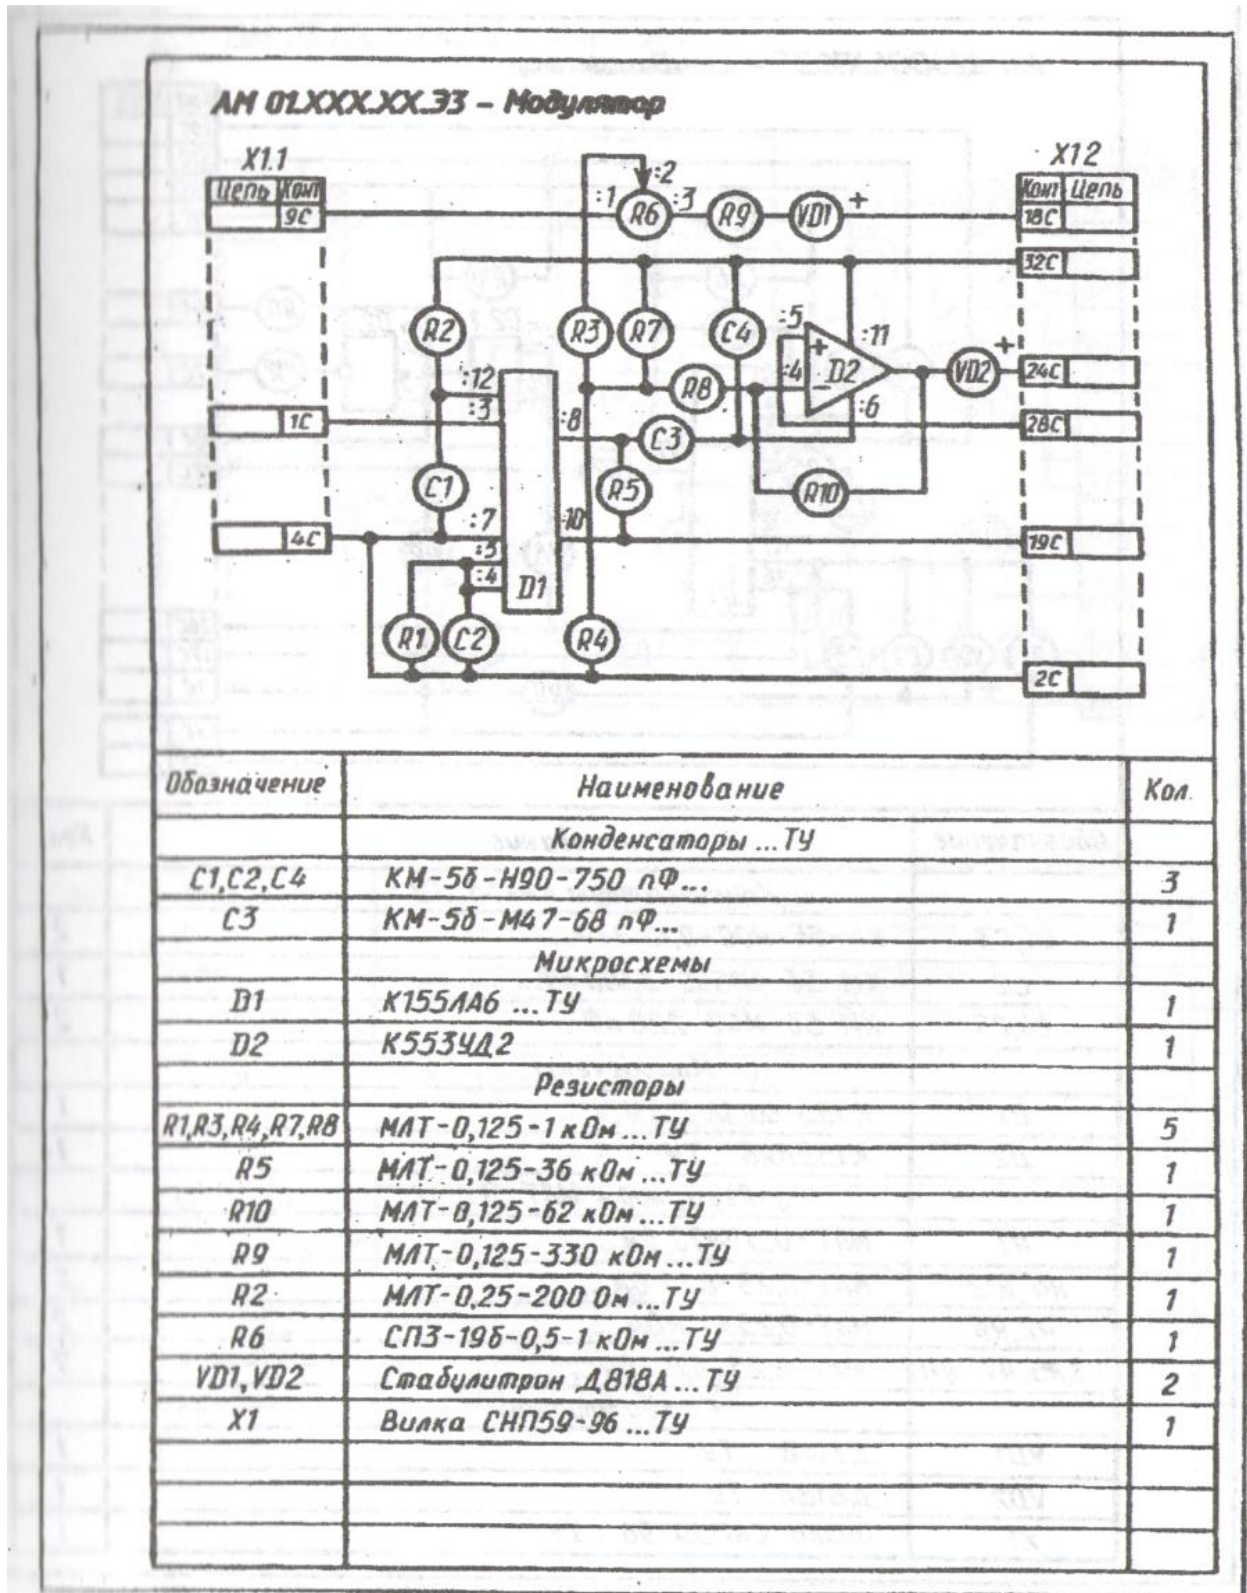 АМ 01.XXX.XX.Э3 – Модулятор
X1.1
X12
Цепь Конт
Конт Цепь
9С
18С
:1
:2
:3
R6
R9
VD1
+
32С
R2
R3
R7
C4
:5
+
:11
D2
:4
–
:6
VD2
+
24С
:12
:3
R8
1С
:8
C3
28С
C1
R5
R10
:7
:10
4С
19С
:5
:4
D1
R1
C2
R4
2С
Обозначение Наименование Кол.
Конденсаторы ...ТУ
C1,C2,C4 КМ-5б-Н90-750 пФ... 3
C3 КМ-5б-М47-68 пФ... 1
Микросхемы
D1 К155ЛА6 ...ТУ 1
D2 К553УД2 1
Резисторы
R1,R3,R4,R7,R8 МЛТ-0,125-1 кОм...ТУ 5
R5 МЛТ-0,125-36 кОм...ТУ 1
R10 МЛТ-0,125-62 кОм...ТУ 1
R9 МЛТ-0,125-330 кОм...ТУ 1
R2 МЛТ-0,25-200 Ом...ТУ 1
R6 СП3-19б-0,5-1 кОм...ТУ 1
VD1,VD2 Стабулитрон Д818А...ТУ 2
X1 Вилка СНП59-96...ТУ 1